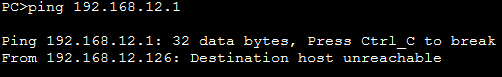 PC>ping 192.168.12.1
Ping 192.168.12.1: 32 data bytes, Press Ctrl_C to break
From 192.168.12.126: Destination host unreachable